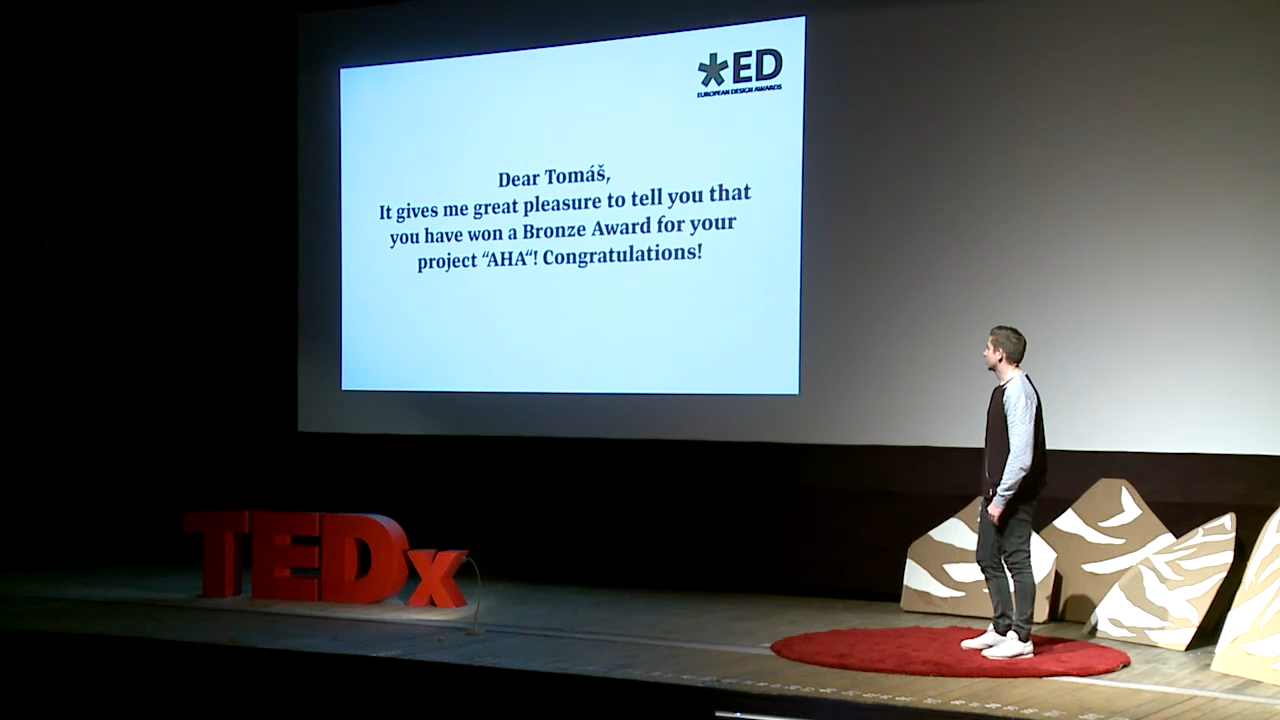 *ED
EUROPEAN DESIGN AWARDS
Dear Tomáš,
It gives me great pleasure to tell you that
you have won a Bronze Award for your
project “AHA“! Congratulations!
TEDx